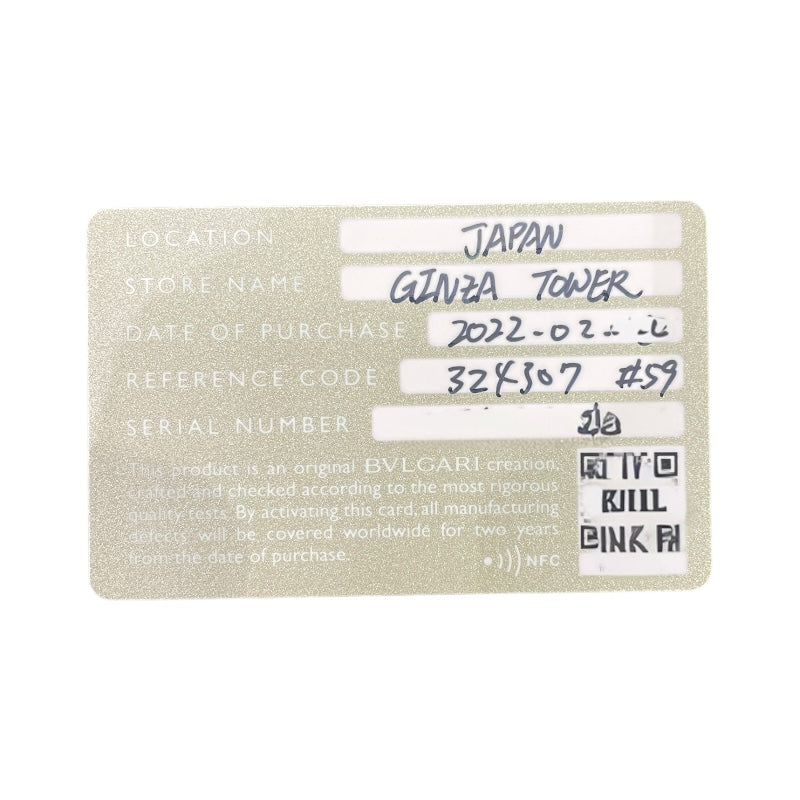 LOCATION JAPAN
STORE NAME GINZA TOWER
DATE OF PURCHASE 2022-02-
REFERENCE CODE 324307 #59
SERIAL NUMBER
This product is an original BVLGARI creation,
crafted and checked according to the most rigorous
quality tests. By activating this card, all manufacturing
defects will be covered worldwide for two years
from the date of purchase.
NFC